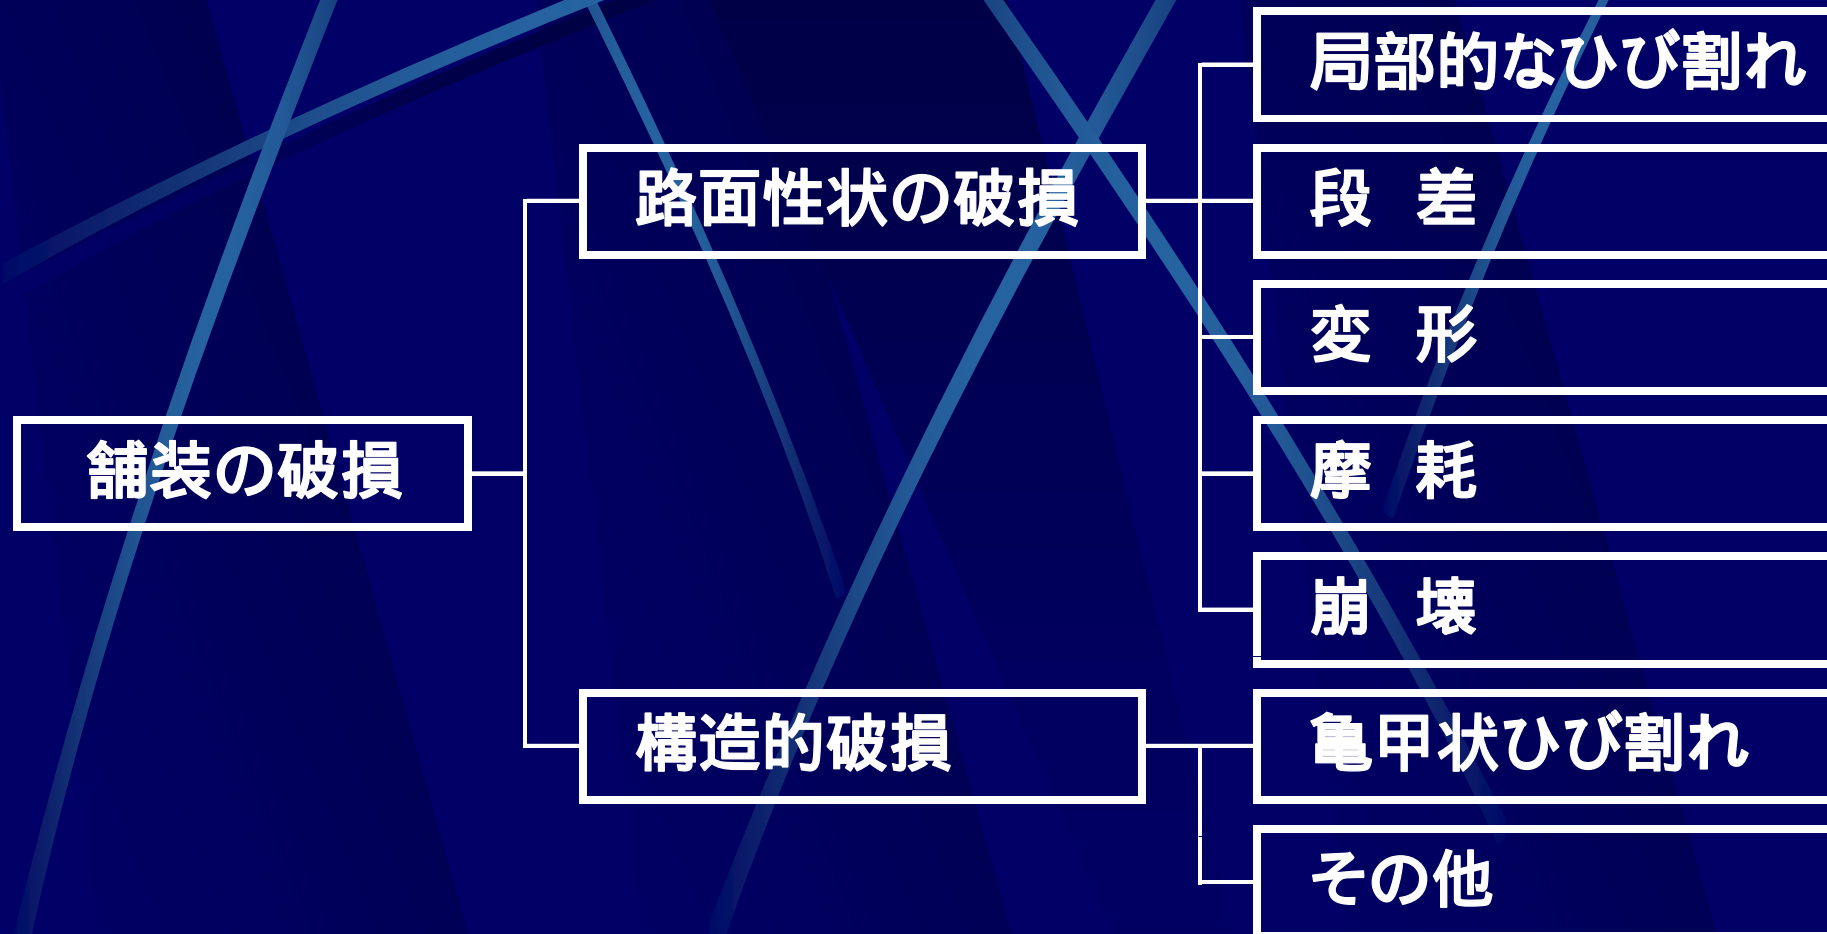 舗装の破損
路面性状の破損
局部的なひび割れ
段 差
変 形
摩 耗
崩 壊
構造的破損
亀甲状ひび割れ
その他